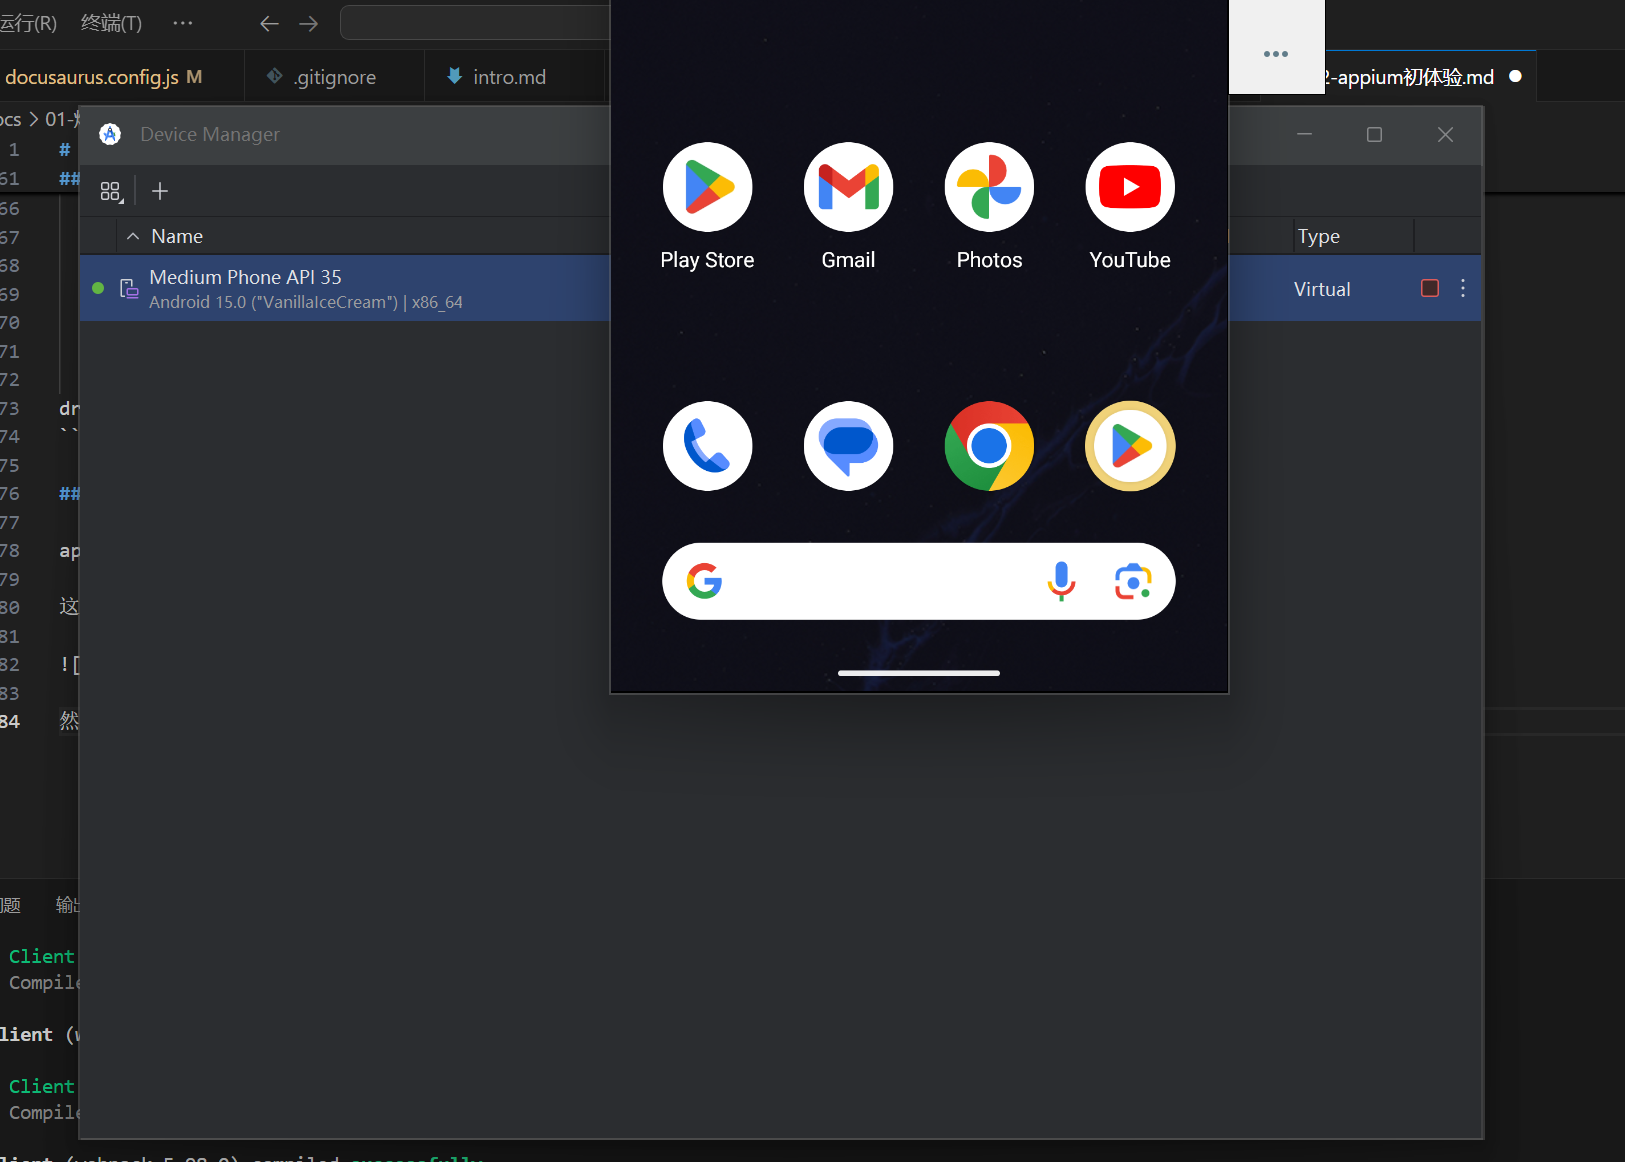 运行(R) 终端(T) ···
docusaurus.config.js M .gitignore intro.md 2-appium初体验.md
ocs > 01-
Device Manager
1 #
61 ##
66
67
68
69
70
71
72
73 dr
74 ``
75
76 ##
77
78 ap
79
80 这
81
82 ![
83
84 然
Name Type
Medium Phone API 35
Android 15.0 ("VanillaIceCream") | x86_64
Virtual
Play Store Gmail Photos YouTube
题 输出
Client
Compile
lient (w
Client
Compile
lient (webpack 5.98.0) compiled successfully